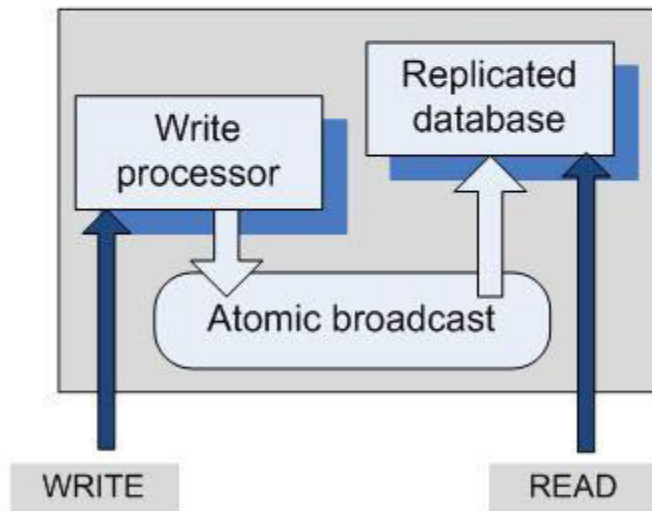 Replicated
database
Write
processor
Atomic broadcast
WRITE
READ